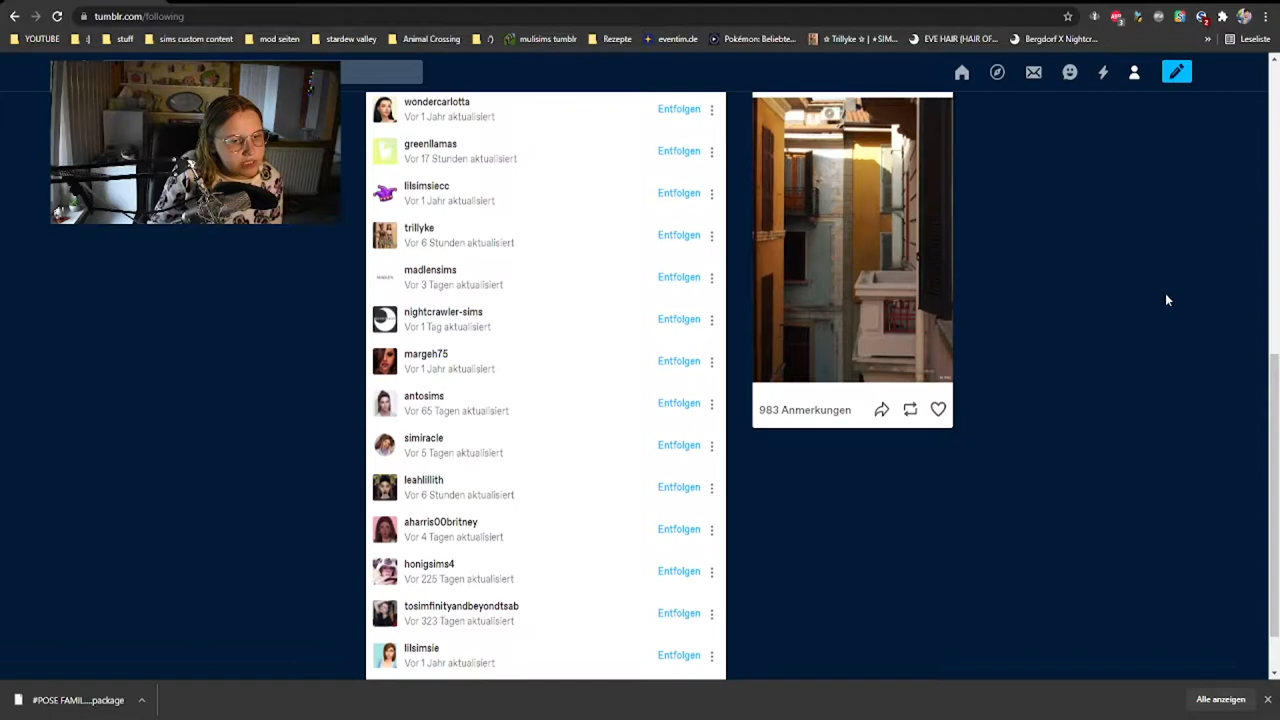 tumblr.com/following
YOUTUBE
:)
stuff
sims custom content
mod seiten
stardew valley
Animal Crossing
mulisims tumblr
Rezepte
eventim.de
Pokémon: Beliebte...
Trillyke
EVE HAIR (HAIR OF...
Bergdorf X Nightcr...
»
Leseliste
wondercarlotta
Entfolgen
Vor 1 Jahr aktualisiert
greenllamas
Entfolgen
Vor 17 Stunden aktualisiert
lilsimsiecc
Entfolgen
Vor 1 Jahr aktualisiert
trillyke
Entfolgen
Vor 6 Stunden aktualisiert
madlensims
Entfolgen
Vor 3 Tagen aktualisiert
nightcrawler-sims
Entfolgen
Vor 1 Tag aktualisiert
margeh75
Entfolgen
Vor 1 Jahr aktualisiert
antosims
Entfolgen
Vor 65 Tagen aktualisiert
983 Anmerkungen
simiracle
Entfolgen
Vor 5 Tagen aktualisiert
leahlillith
Entfolgen
Vor 6 Stunden aktualisiert
aharris00britney
Entfolgen
Vor 4 Tagen aktualisiert
honigsims4
Entfolgen
Vor 225 Tagen aktualisiert
tosimfinityandbeyondtsab
Entfolgen
Vor 323 Tagen aktualisiert
lilsimsie
Entfolgen
Vor 1 Jahr aktualisiert
#POSE FAMIL....package
Alle anzeigen